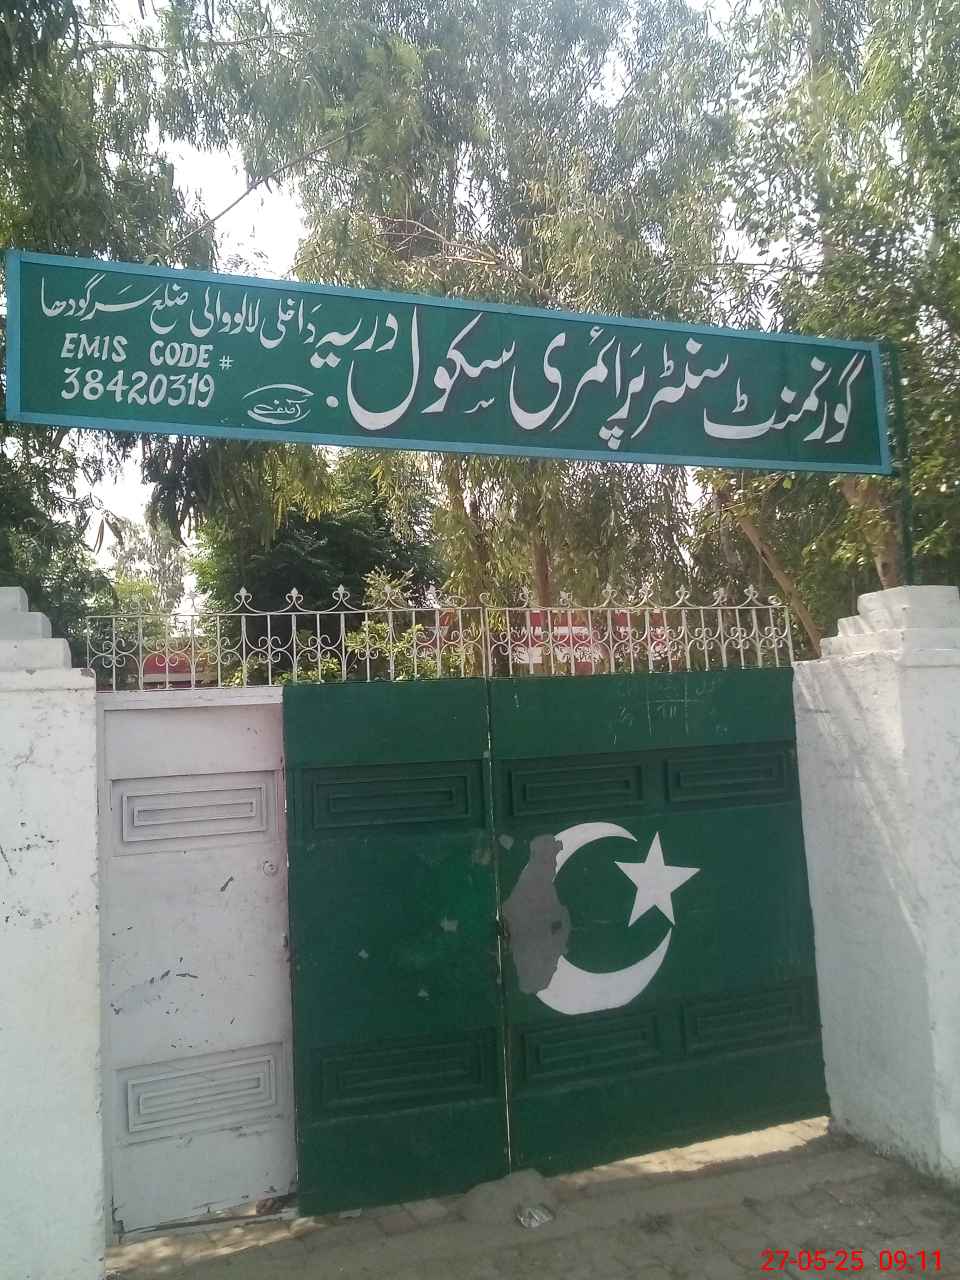 گورنمنٹ سنٹر پرائمری سکول دریہ داخلی لالووالی ضلع سرگودھا
EMIS CODE #
38420319
27-05-25 09:11